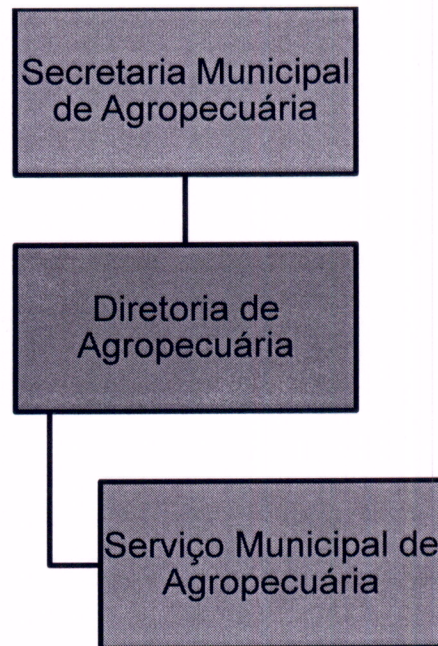 Secretaria Municipal
de Agropecuária
Diretoria de
Agropecuária
Serviço Municipal de
Agropecuária